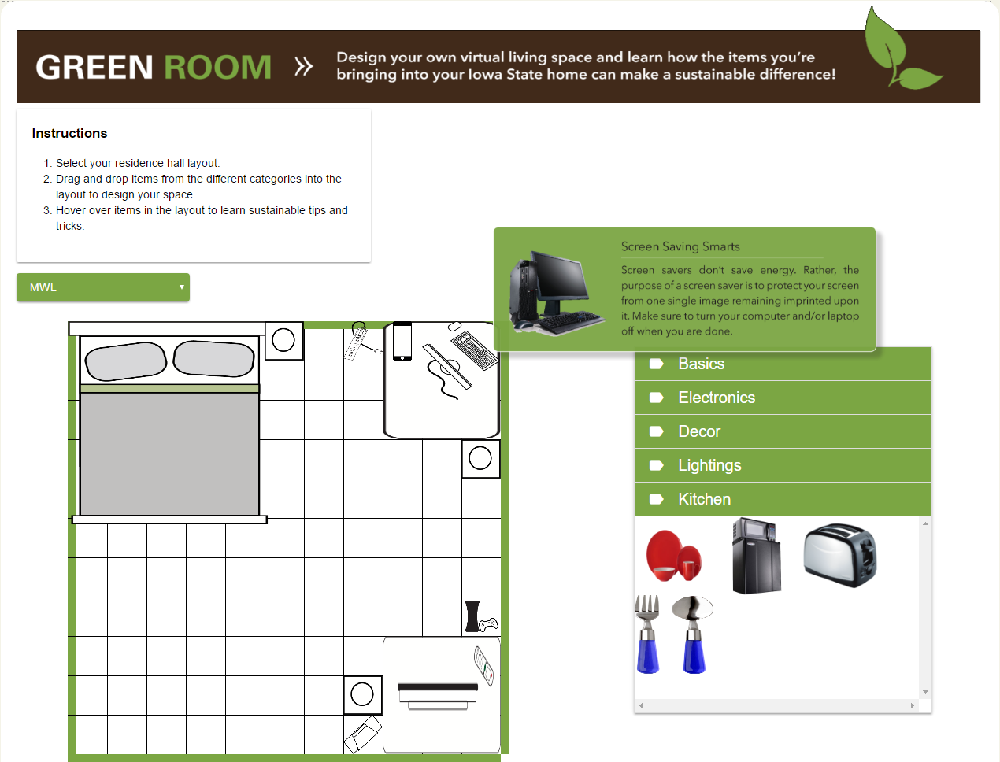 GREEN ROOM »
Design your own virtual living space and learn how the items you're
bringing into your Iowa State home can make a sustainable difference!
Instructions
1. Select your residence hall layout.
2. Drag and drop items from the different categories into the
layout to design your space.
3. Hover over items in the layout to learn sustainable tips and
tricks.
MWL
Screen Saving Smarts
Screen savers don't save energy. Rather, the
purpose of a screen saver is to protect your screen
from one single image remaining imprinted upon
it. Make sure to turn your computer and/or laptop
off when you are done.
Basics
Electronics
Decor
Lightings
Kitchen